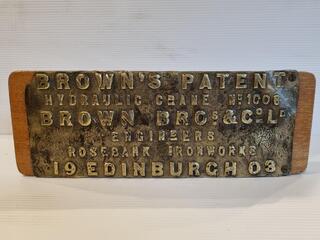 BROWN'S PATENT
HYDRAULIC CRANE No 1006
BROWN BROS & Co LD
ENGINEERS
ROSEBANK IRONWORKS
19 EDINBURGH 03